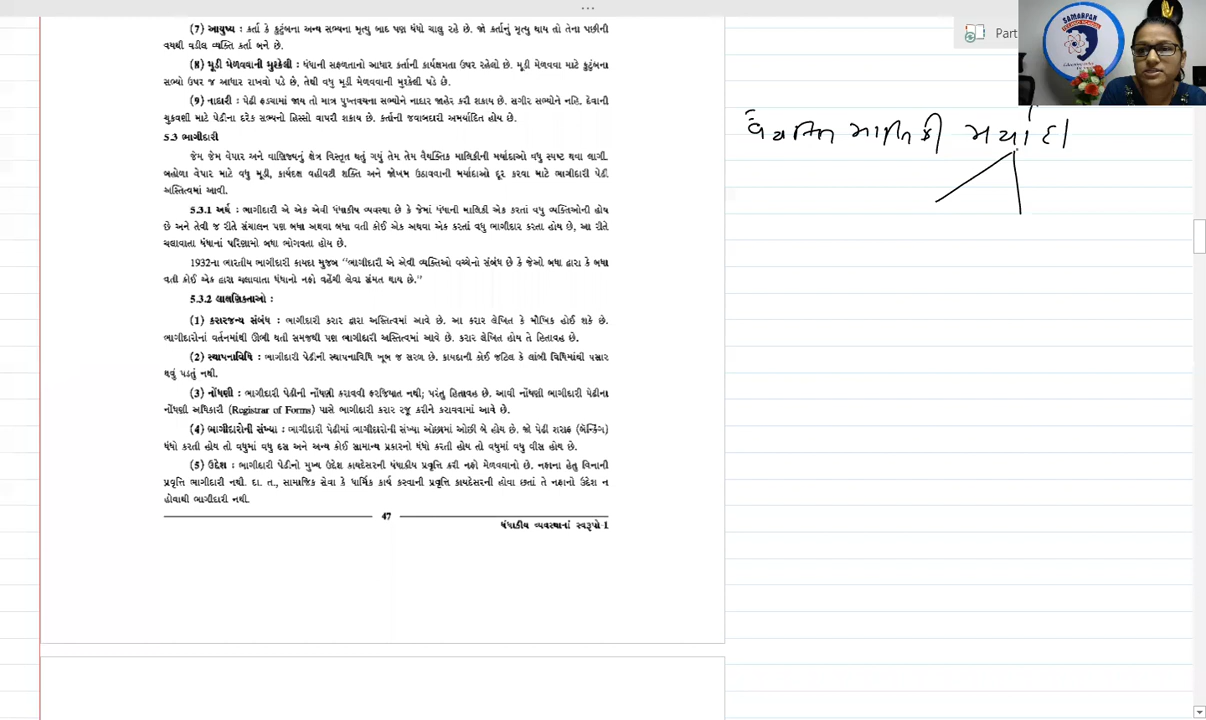 (7) આયુષ્ય : કર્તા કે કુટુંબના અન્ય સભ્યના મૃત્યુ બાદ પણ ધંધો ચાલુ રહે છે. જો કર્તાનું મૃત્યુ થાય તો તેના પછીની
વયથી વડીલ વ્યક્તિ કર્તા બને છે.
(8) મૂડી મેળવવાની મુશ્કેલી : ધંધાની સફળતાનો આધાર કર્તાની કાર્યક્ષમતા ઉપર રહેલો છે. મૂડી મેળવવા માટે કુટુંબના
સભ્યો ઉપર જ આધાર રાખવો પડે છે, તેથી વધુ મૂડી મેળવવાની મુશ્કેલી પડે છે.
(9) નાદારી : પેઢી ફડચામાં જાય તો માત્ર પુખ્તવયના સભ્યોને નાદાર જાહેર કરી શકાય છે. સગીર સભ્યોને નહિ. દેવાની
ચુકવણી માટે પેઢીના દરેક સભ્યનો હિસ્સો વાપરી શકાય છે. કર્તાની જવાબદારી અમર્યાદિત હોય છે.
5.3 ભાગીદારી
જેમ જેમ વેપાર અને વાણિજ્યનું ક્ષેત્ર વિસ્તૃત થતું ગયું તેમ તેમ વૈયક્તિક માલિકીની મર્યાદાઓ વધુ સ્પષ્ટ થવા લાગી.
બહોળા વેપાર માટે વધુ મૂડી, કાર્યદક્ષ વહીવટી શક્તિ અને જોખમ ઉઠાવવાની મર્યાદાઓ દૂર કરવા માટે ભાગીદારી પેઢી
અસ્તિત્વમાં આવી.
5.3.1 અર્થ : ભાગીદારી એ એક એવી ધંધાકીય વ્યવસ્થા છે કે જેમાં ધંધાની માલિકી એક કરતાં વધુ વ્યક્તિઓની હોય
છે અને તેવી જ રીતે સંચાલન પણ બધા અથવા બધા વતી કોઈ એક અથવા એક કરતાં વધુ ભાગીદાર કરતા હોય છે, આ રીતે
ચલાવાતા ધંધાનાં પરિણામો બધા ભોગવતા હોય છે.
1932ના ભારતીય ભાગીદારી કાયદા મુજબ "ભાગીદારી એ એવી વ્યક્તિઓ વચ્ચેનો સંબંધ છે કે જેઓ બધા દ્વારા કે બધા
વતી કોઈ એક દ્વારા ચલાવાતા ધંધાનો નફો વહેંચી લેવા સંમત થાય છે."
5.3.2 લાક્ષણિકતાઓ :
(1) કરારજન્ય સંબંધ : ભાગીદારી કરાર દ્વારા અસ્તિત્વમાં આવે છે. આ કરાર લેખિત કે મૌખિક હોઈ શકે છે.
ભાગીદારોનાં વર્તનમાંથી ઊભી થતી સમજથી પણ ભાગીદારી અસ્તિત્વમાં આવે છે. કરાર લેખિત હોય તે હિતાવહ છે.
(2) સ્થાપનાવિધિ : ભાગીદારી પેઢીની સ્થાપનાવિધિ ખૂબ જ સરળ છે. કાયદાની કોઈ જટિલ કે લાંબી વિધિમાંથી પસાર
થવું પડતું નથી.
(3) નોંધણી : ભાગીદારી પેઢીની નોંધણી કરાવવી ફરજિયાત નથી; પરંતુ હિતાવહ છે. આવી નોંધણી ભાગીદારી પેઢીના
નોંધણી અધિકારી (Registrar of Forms) પાસે ભાગીદારી કરાર રજૂ કરીને કરાવવામાં આવે છે.
(4) ભાગીદારોની સંખ્યા : ભાગીદારી પેઢીમાં ભાગીદારોની સંખ્યા ઓછામાં ઓછી બે હોય છે. જો પેઢી શરાફ (બૅન્કિંગ)
ધંધો કરતી હોય તો વધુમાં વધુ દસ અને અન્ય કોઈ સામાન્ય પ્રકારનો ધંધો કરતી હોય તો વધુમાં વધુ વીસ હોય છે.
(5) ઉદેશ : ભાગીદારી પેઢીનો મુખ્ય ઉદેશ કાયદેસરની ધંધાકીય પ્રવૃત્તિ કરી નફો મેળવવાનો છે. નફાના હેતુ વિનાની
પ્રવૃત્તિ ભાગીદારી નથી. દા. ત., સામાજિક સેવા કે ધાર્મિક કાર્ય કરવાની પ્રવૃત્તિ કાયદેસરની હોવા છતાં તે નફાનો ઉદેશ ન
હોવાથી ભાગીદારી નથી.
47
ધંધાકીય વ્યવસ્થાનાં સ્વરૂપો-1
Part
SAMARPAN
મર્યાદા